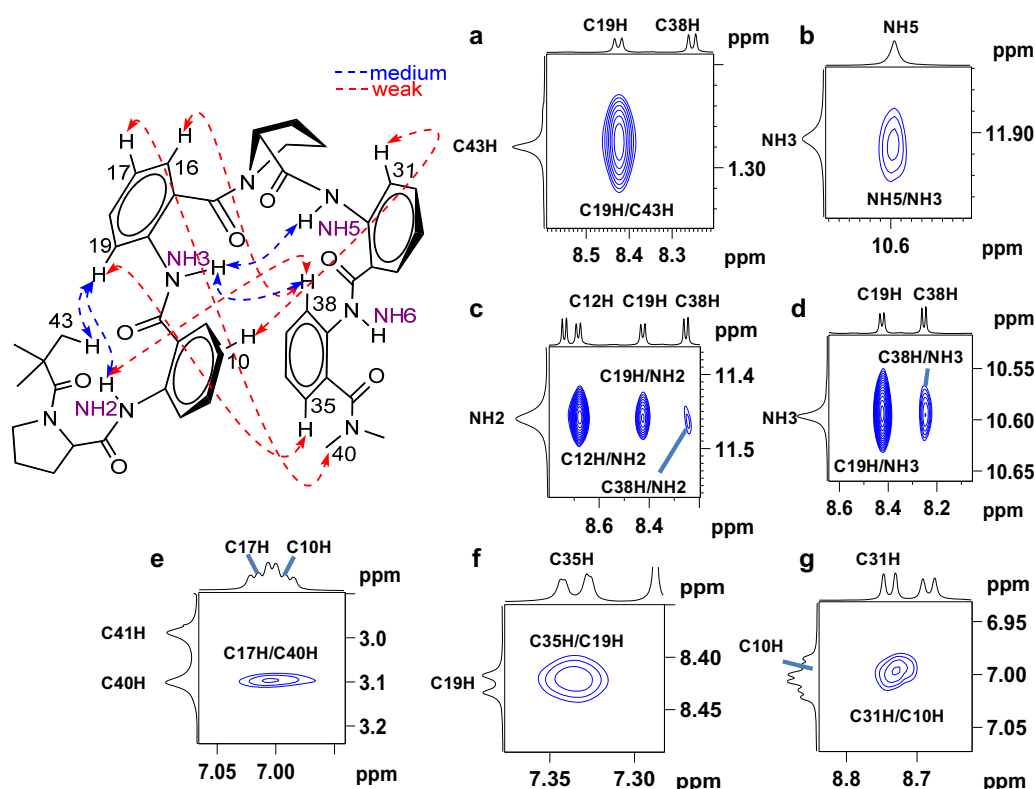 medium
weak
H
H
17
16
N
O
H
31
O
N
H
NH5
19
H
NH3
N
H
O
H
38
O
N
H
NH6
43
H
O
N
H
NH2
N
O
H
10
35
H
O
N
40
a
C19H
C38H
ppm
C43H
1.30
C19H/C43H
8.5
8.4
8.3
ppm
b
NH5
ppm
NH3
11.90
NH5/NH3
10.6
ppm
c
C12H
C19H
C38H
ppm
11.4
NH2
C19H/NH2
11.5
C12H/NH2
C38H/NH2
8.6
8.4
ppm
d
C19H
C38H
ppm
C38H/NH3
10.55
NH3
10.60
C19H/NH3
10.65
8.6
8.4
8.2
ppm
e
C17H
C10H
ppm
C41H
3.0
C17H/C40H
C40H
3.1
3.2
7.05
7.00
ppm
f
C35H
ppm
C35H/C19H
8.40
C19H
8.45
7.35
7.30
ppm
g
C31H
ppm
6.95
C10H
7.00
C31H/C10H
7.05
8.8
8.7
ppm